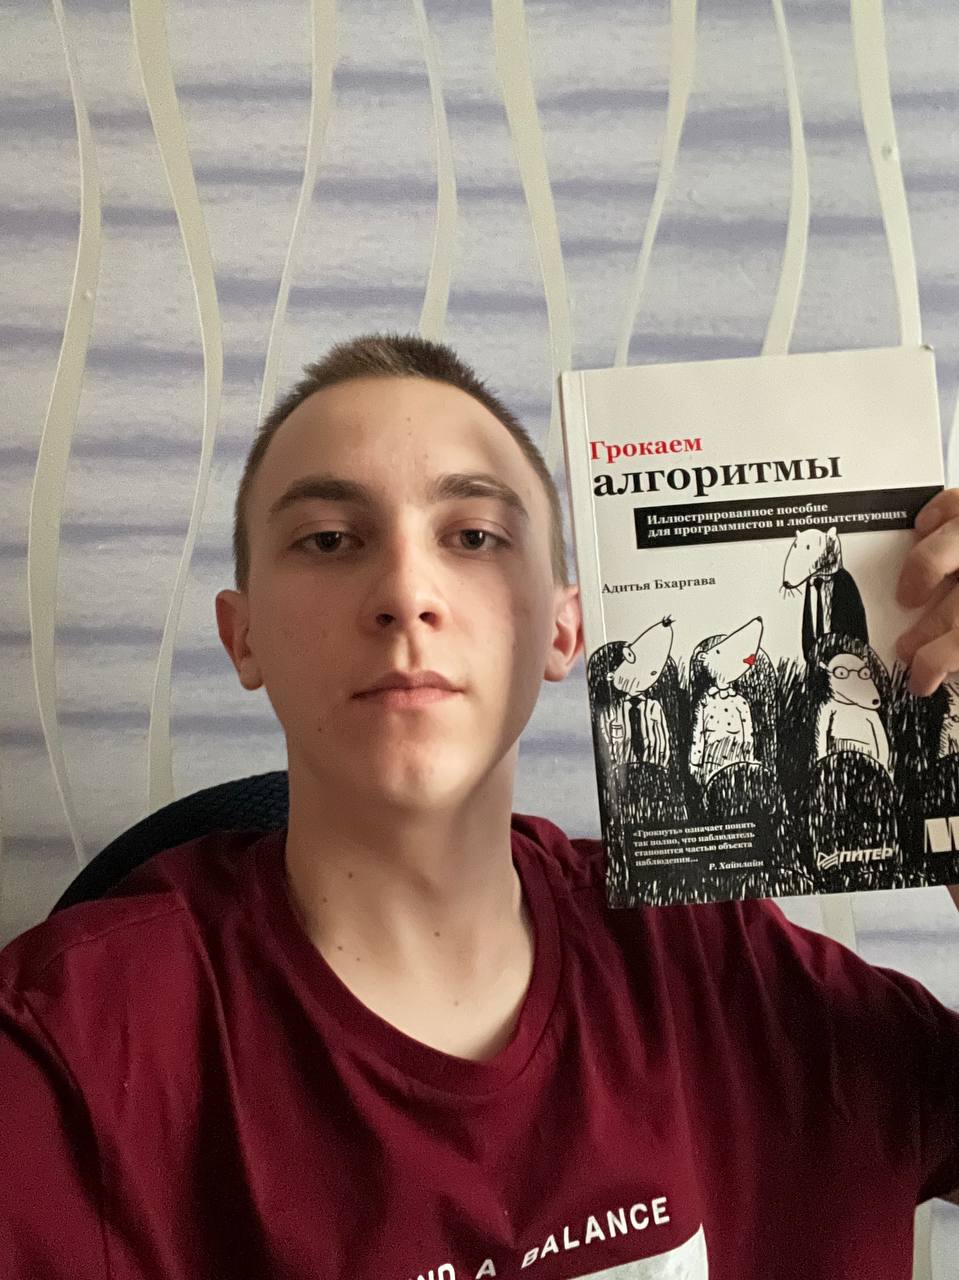 Грокаем
алгоритмы
Иллюстрированное пособие
для программистов и любопытствующих
Адитья Бхаргава
«Грокнуть» означает понять
так полно, что наблюдатель
становится частью объекта
наблюдения...
Р. Хайнлайн
ПИТЕР
A BALANCE